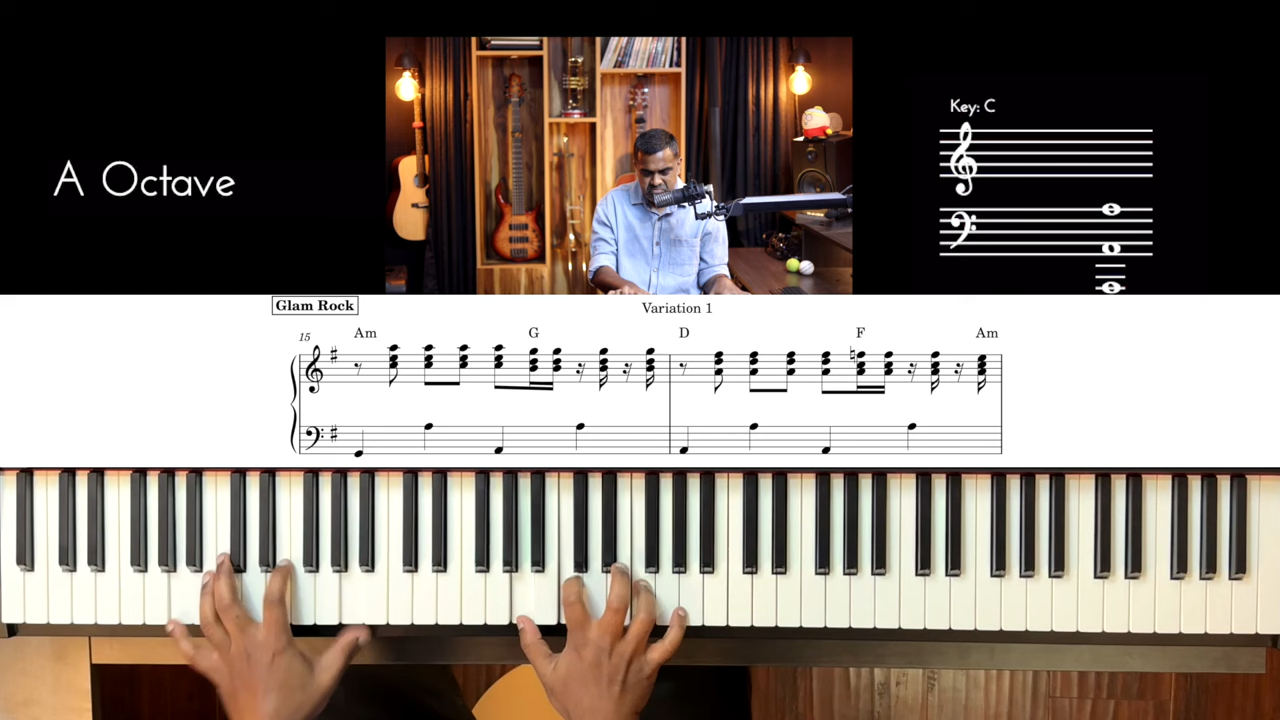 Key: C
A Octave
Glam Rock
Variation 1
15
Am G D F Am